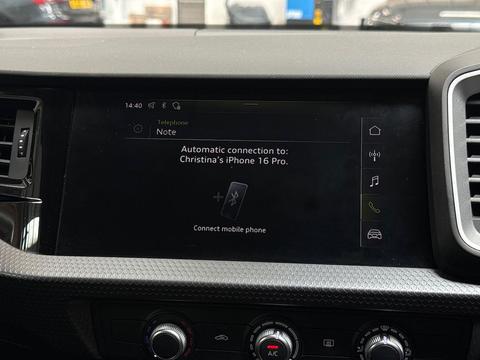 14:40
Telephone
Note
Automatic connection to:
Christina's iPhone 16 Pro.
Connect mobile phone
A/C